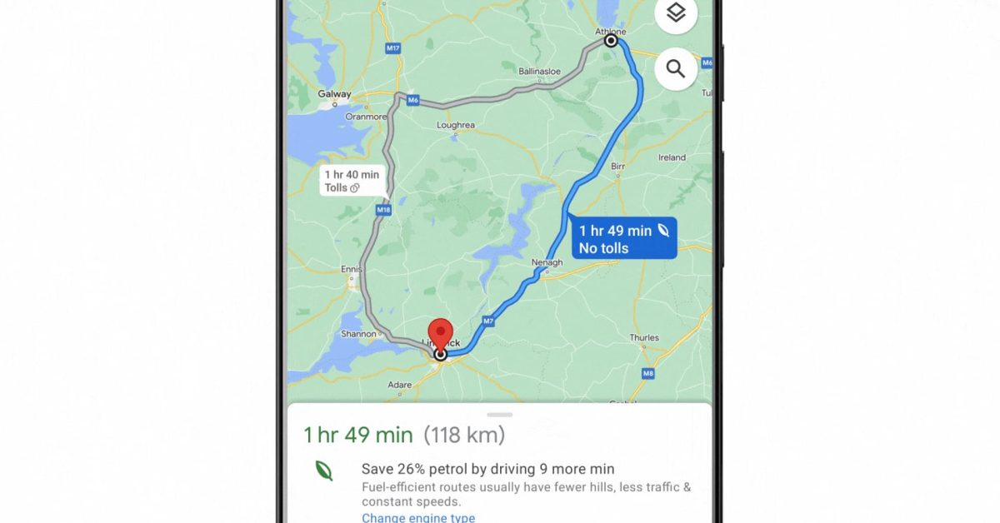 Athlone
M17
M6
Ballinasloe
Galway
M6
Oranmore
Loughrea
Ireland
Birr
1 hr 40 min
Tolls
M18
1 hr 49 min
No tolls
Nenagh
Ennis
M7
Shannon
Thurles
M8
Adare
1 hr 49 min (118 km)
Save 26% petrol by driving 9 more min
Fuel-efficient routes usually have fewer hills, less traffic &
constant speeds.
Change engine type